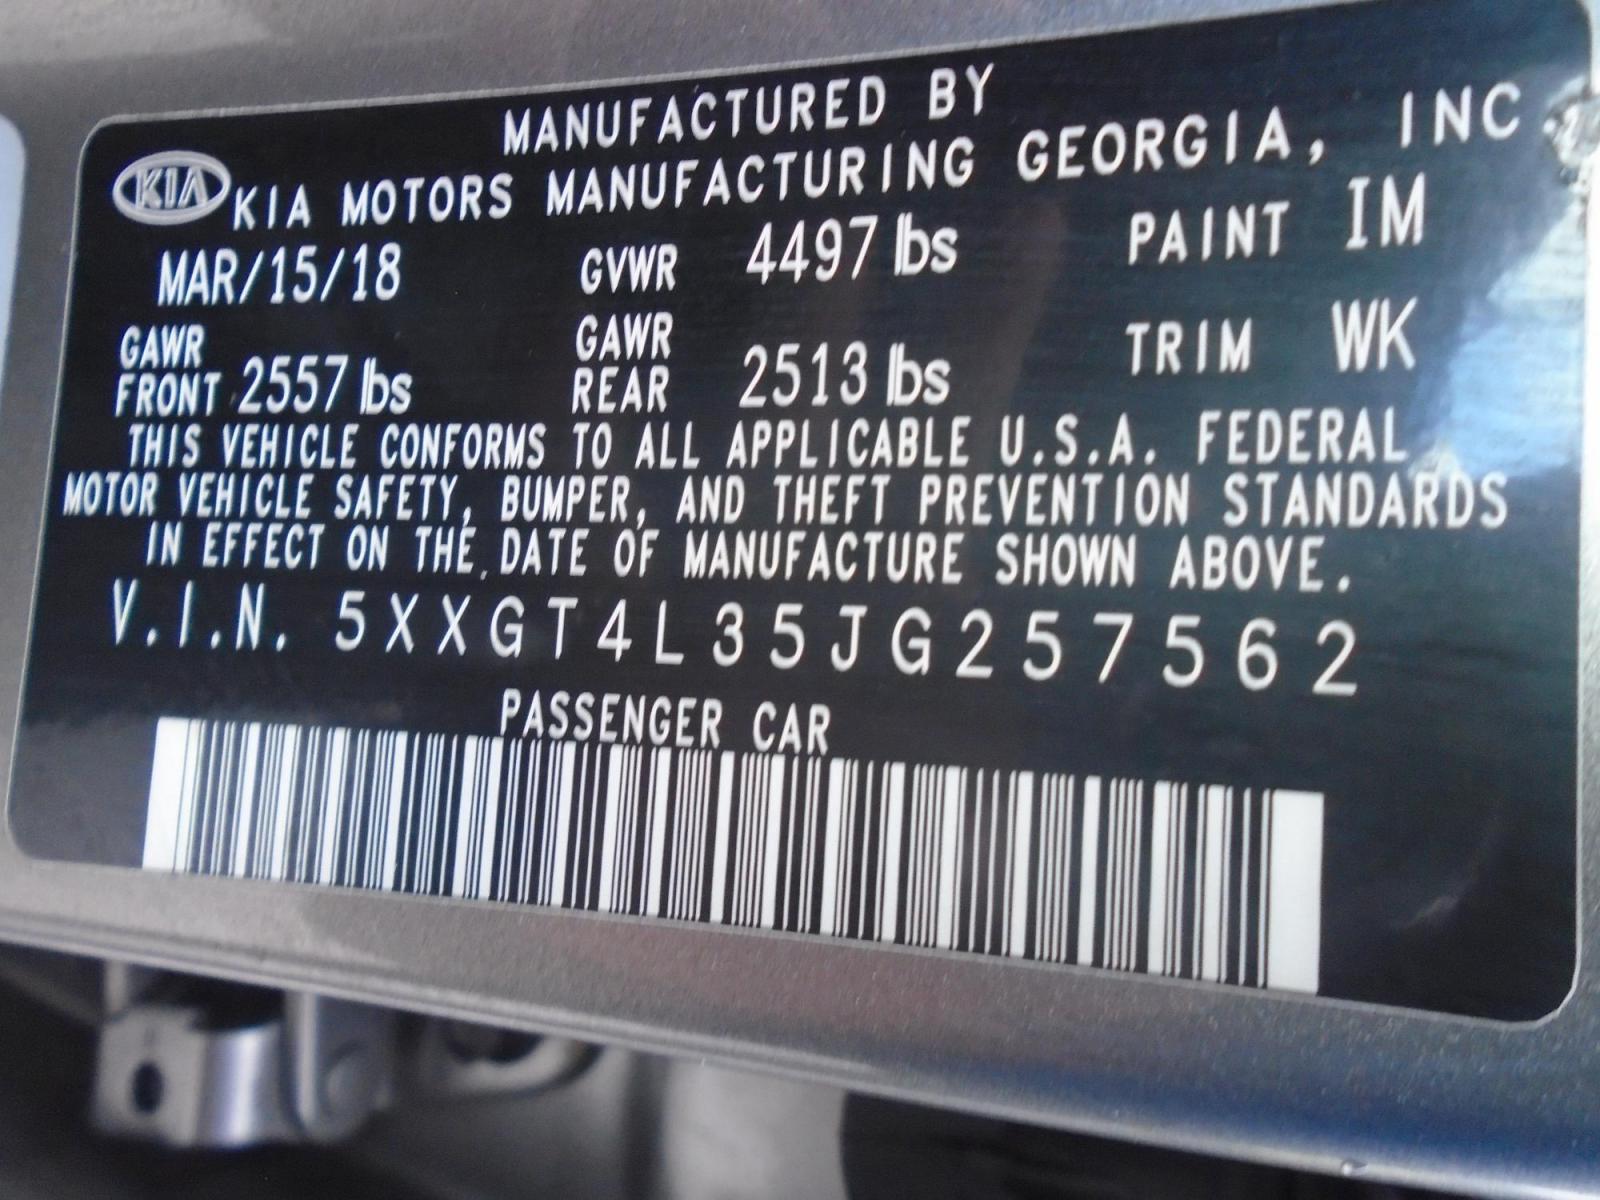 MANUFACTURED BY
KIA KIA MOTORS MANUFACTURING GEORGIA, INC
MAR/15/18 GVWR 4497 lbs PAINT IM
GAWR FRONT 2557 lbs GAWR REAR 2513 lbs TRIM WK
THIS VEHICLE CONFORMS TO ALL APPLICABLE U.S.A. FEDERAL
MOTOR VEHICLE SAFETY, BUMPER, AND THEFT PREVENTION STANDARDS
IN EFFECT ON THE DATE OF MANUFACTURE SHOWN ABOVE.
V.I.N. 5XXGT4L35JG257562
PASSENGER CAR